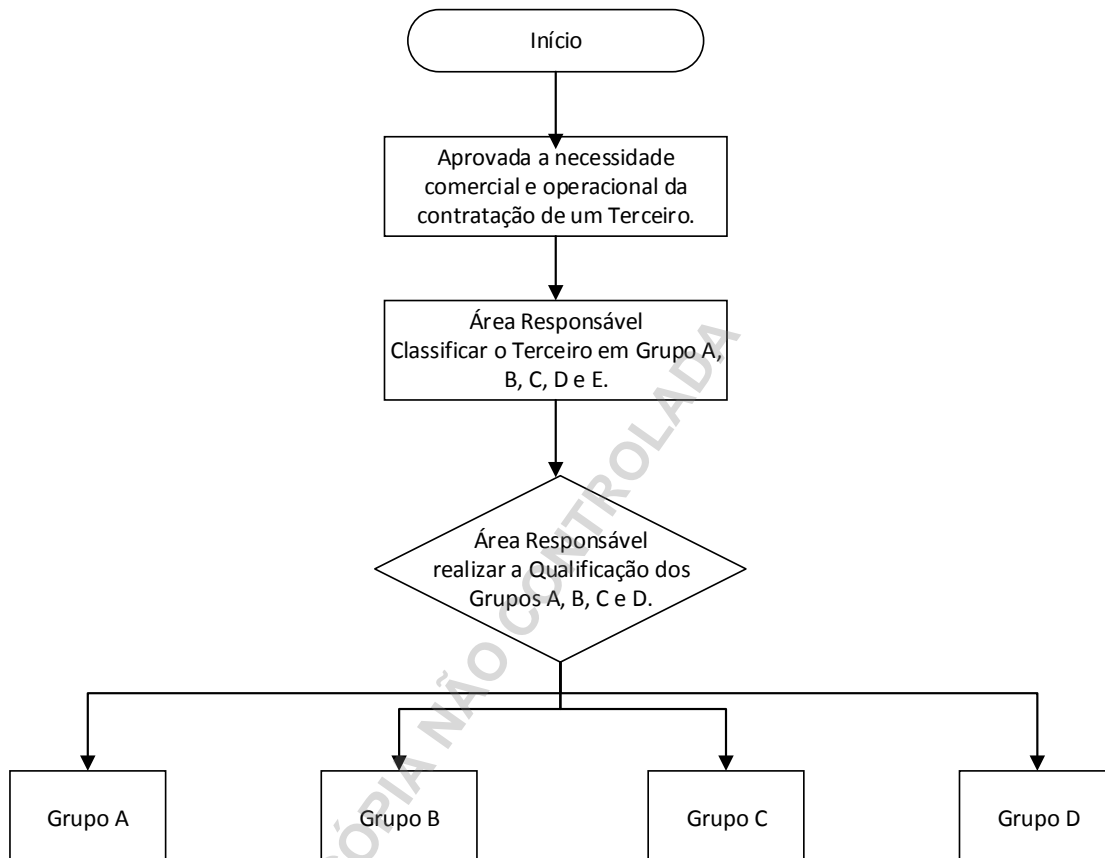 Início
Aprovada a necessidade
comercial e operacional da
contratação de um Terceiro.
Área Responsável
Classificar o Terceiro em Grupo A,
B, C, D e E.
Área Responsável
realizar a Qualificação dos
Grupos A, B, C e D.
Grupo A
Grupo B
Grupo C
Grupo D
CÓPIA NÃO CONTROLADA